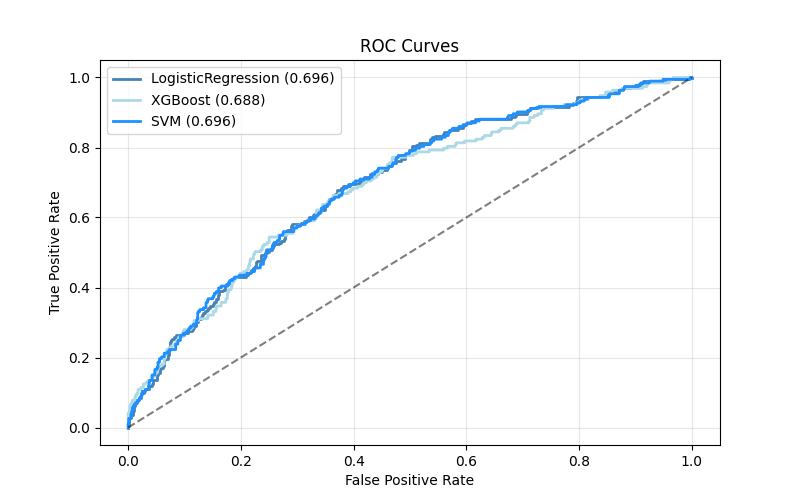 ROC Curves
LogisticRegression (0.696)
XGBoost (0.688)
SVM (0.696)
True Positive Rate
1.0
0.8
0.6
0.4
0.2
0.0
0.0 0.2 0.4 0.6 0.8 1.0
False Positive Rate